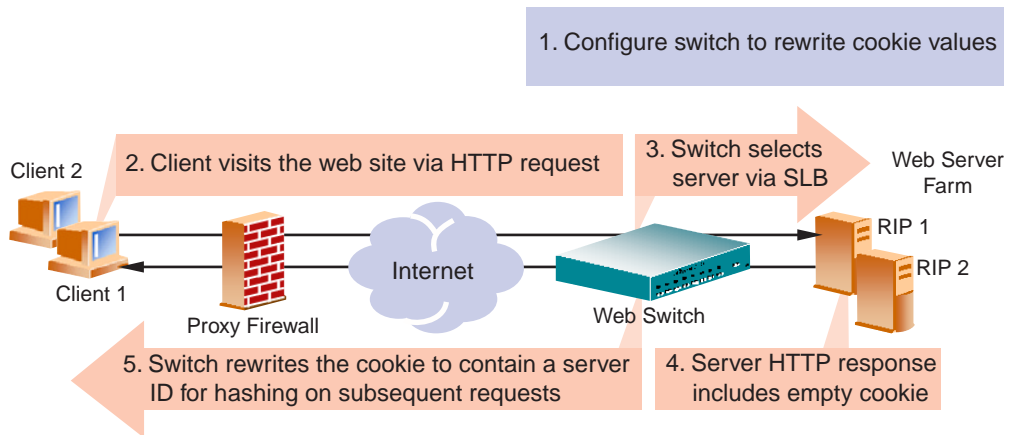 1. Configure switch to rewrite cookie values
2. Client visits the web site via HTTP request
3. Switch selects
server via SLB
Web Server
Farm
Client 2
Client 1
Proxy Firewall
Internet
Web Switch
RIP 1
RIP 2
5. Switch rewrites the cookie to contain a server
ID for hashing on subsequent requests
4. Server HTTP response
includes empty cookie